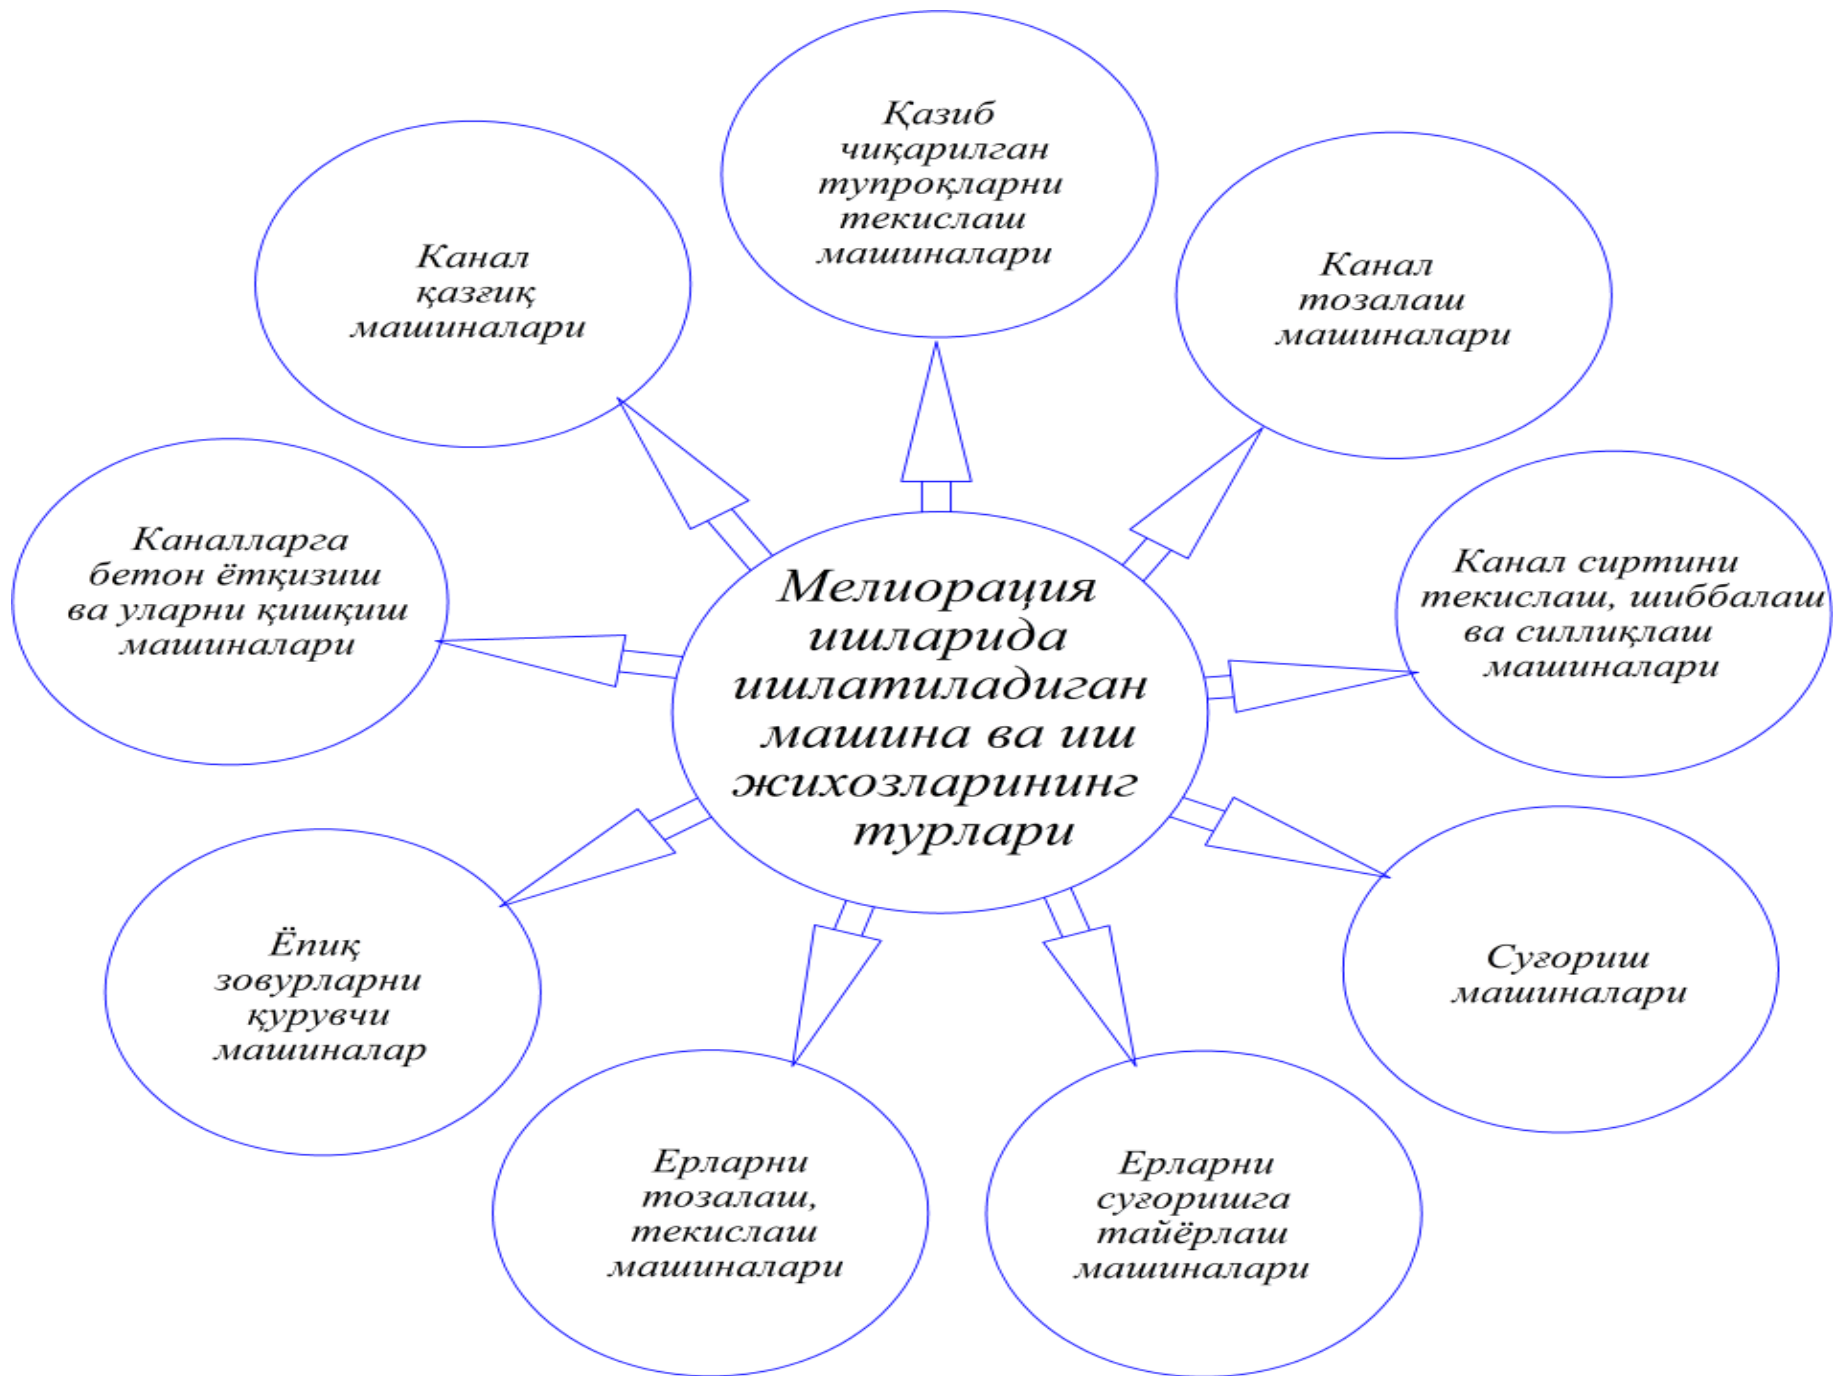 Қазиб
чиқарилган
тупроқларни
текислаш
машиналари
Канал
қазғиқ
машиналари
Канал
тозалаш
машиналари
Каналларга
бетон ётқизиш
ва уларни қишқиш
машиналари
Канал сиртини
текислаш, шиббалаш
ва силлиқлаш
машиналари
Мелиорация
ишларида
ишлатиладиган
машина ва иш
жихозларининг
турлари
Ёпиқ
зовурларни
қурувчи
машиналар
Суғориш
машиналари
Ерларни
тозалаш,
текислаш
машиналари
Ерларни
суғоришга
тайёрлаш
машиналари